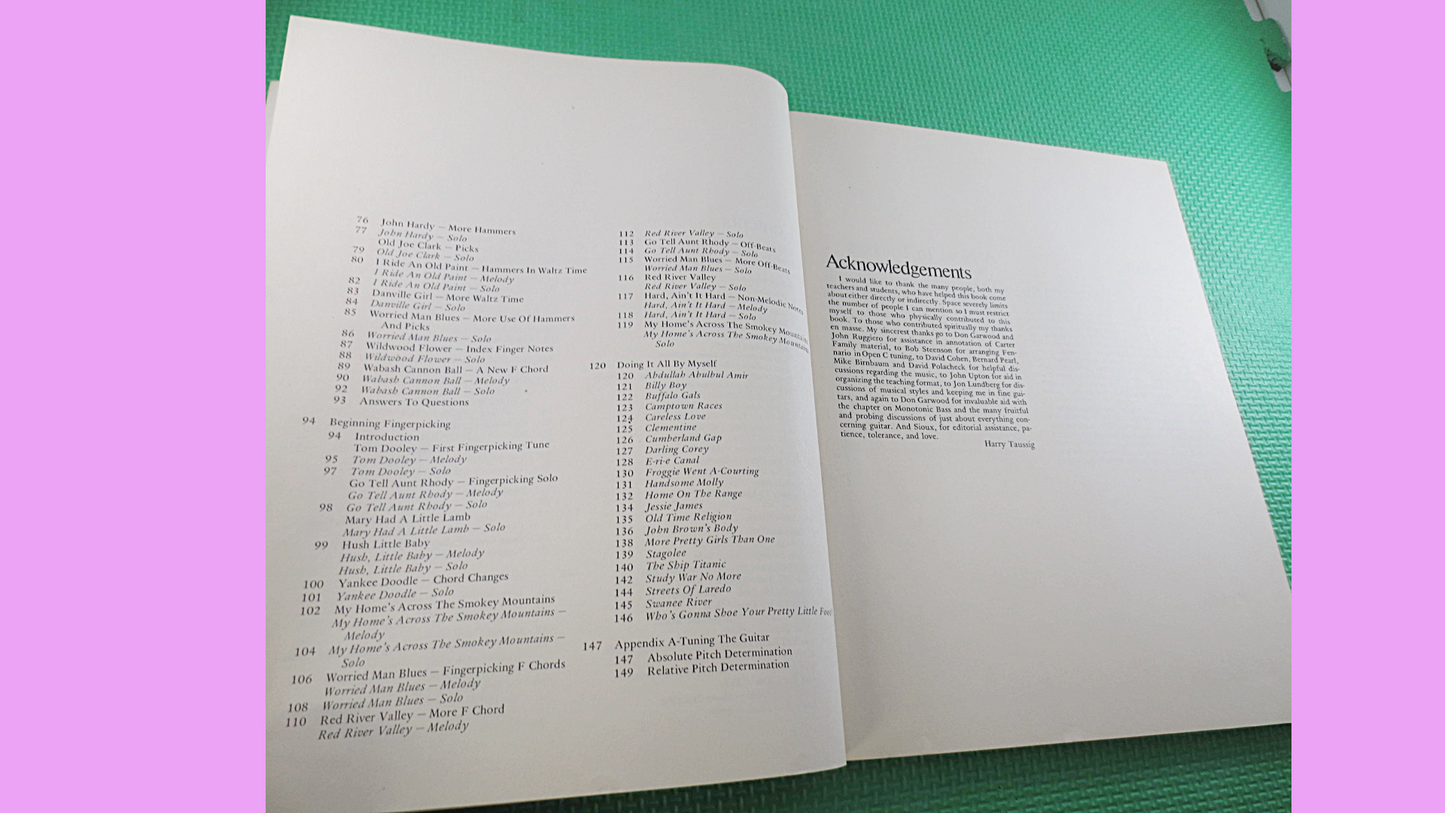 76 John Hardy — More Hammers
77 John Hardy — Solo
Old Joe Clark — Picks
79 Old Joe Clark — Solo
80 I Ride An Old Paint — Hammers In Waltz Time
I Ride An Old Paint — Melody
82 I Ride An Old Paint — Solo
83 Danville Girl — More Waltz Time
84 Danville Girl — Solo
85 Worried Man Blues — More Use Of Hammers
And Picks
86 Worried Man Blues — Solo
87 Wildwood Flower — Index Finger Notes
88 Wildwood Flower — Solo
89 Wabash Cannon Ball — A New F Chord
90 Wabash Cannon Ball — Melody
92 Wabash Cannon Ball — Solo
93 Answers To Questions
94 Beginning Fingerpicking
94 Introduction
Tom Dooley — First Fingerpicking Tune
95 Tom Dooley — Melody
97 Tom Dooley — Solo
Go Tell Aunt Rhody — Fingerpicking Solo
Go Tell Aunt Rhody — Melody
98 Go Tell Aunt Rhody — Solo
Mary Had A Little Lamb
Mary Had A Little Lamb — Solo
99 Hush Little Baby
Hush, Little Baby — Melody
Hush, Little Baby — Solo
100 Yankee Doodle — Chord Changes
101 Yankee Doodle — Solo
102 My Home's Across The Smokey Mountains
My Home's Across The Smokey Mountains —
Melody
104 My Home's Across The Smokey Mountains —
Solo
106 Worried Man Blues — Fingerpicking F Chords
Worried Man Blues — Melody
108 Worried Man Blues — Solo
110 Red River Valley — More F Chord
Red River Valley — Melody
112 Red River Valley — Solo
113 Go Tell Aunt Rhody — Off-Beats
114 Go Tell Aunt Rhody — Solo
115 Worried Man Blues — More Off-Beats
Worried Man Blues — Solo
116 Red River Valley
Red River Valley — Solo
117 Hard, Ain't It Hard — Non-Melodic Notes
Hard, Ain't It Hard — Melody
118 Hard, Ain't It Hard — Solo
119 My Home's Across The Smokey Mountains
My Home's Across The Smokey Mountains
Solo
120 Doing It All By Myself
120 Abdullah Abulbul Amir
121 Billy Boy
122 Buffalo Gals
123 Camptown Races
124 Careless Love
125 Clementine
126 Cumberland Gap
127 Darling Corey
128 E-ri-e Canal
130 Froggie Went A-Courting
131 Handsome Molly
132 Home On The Range
134 Jessie James
135 Old Time Religion
136 John Brown's Body
138 More Pretty Girls Than One
139 Stagolee
140 The Ship Titanic
142 Study War No More
144 Streets Of Laredo
145 Swanee River
146 Who's Gonna Shoe Your Pretty Little Foot
147 Appendix A-Tuning The Guitar
147 Absolute Pitch Determination
149 Relative Pitch Determination
Acknowledgements
I would like to thank the many people, both my
teachers and students, who have helped this book come
about either directly or indirectly. Space severely limits
the number of people I can mention so I must restrict
myself to those who physically contributed to this
book. To those who contributed spiritually my thanks
en masse. My sincerest thanks go to Don Garwood and
John Ruggiero for assistance in annotation of Carter
Family material, to Bob Steenson for arranging Fen-
nario in Open C tuning, to David Cohen, Bernard Pearl,
Mike Birnbaum and David Polacheck for helpful dis-
cussions regarding the music, to John Upton for aid in
organizing the teaching format, to Jon Lundberg for dis-
cussions of musical styles and keeping me in fine gui-
tars, and again to Don Garwood for invaluable aid with
the chapter on Monotonic Bass and the many fruitful
and probing discussions of just about everything con-
cerning guitar. And Sioux, for editorial assistance, pa-
tience, tolerance, and love.
Harry Taussig